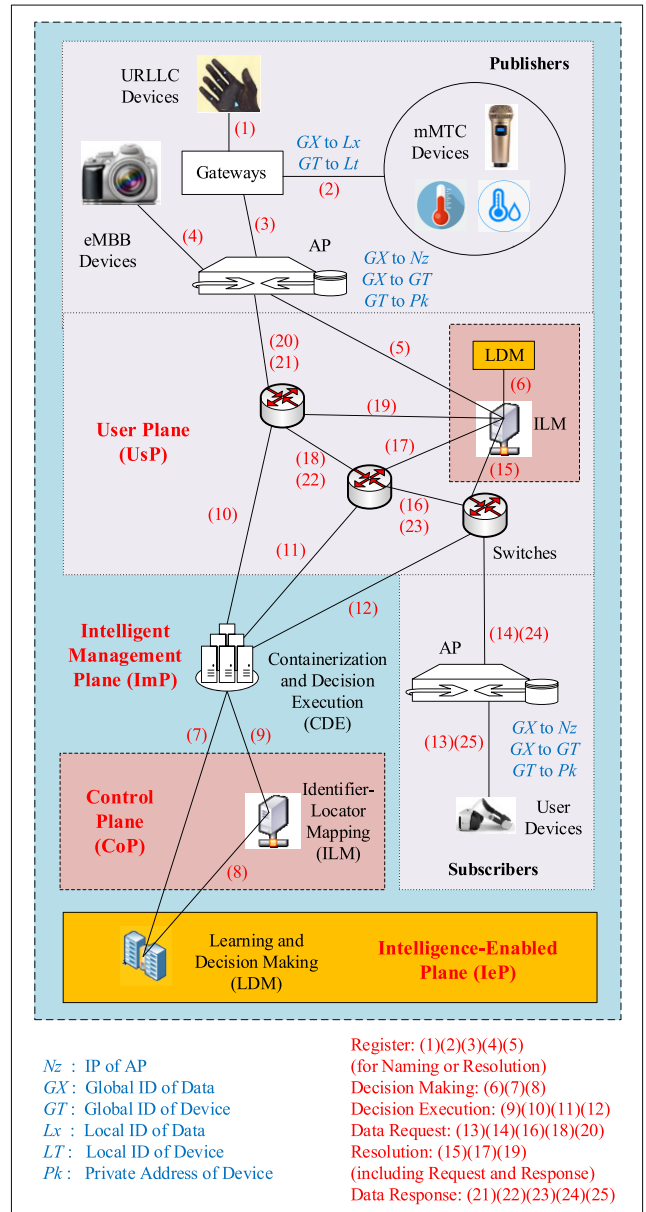 Publishers
URLLC
Devices
(1)
GX to Lx
GT to Lt
(2)
mMTC
Devices
Gateways
(3)
(4)
eMBB
Devices
AP
GX to Nz
GX to GT
GT to Pk
(20)
(21)
(5)
LDM
(6)
ILM
(19)
(15)
User Plane
(UsP)
(17)
(18)
(22)
(16)
(23)
(10)
(11)
Switches
(12)
Intelligent
Management
Plane (ImP)
Containerization
and Decision
Execution
(CDE)
(14)(24)
AP
(7)
(9)
(13)(25)
GX to Nz
GX to GT
GT to Pk
User
Devices
Subscribers
Control
Plane
(CoP)
Identifier-
Locator
Mapping
(ILM)
(8)
Learning and
Decision Making
(LDM)
Intelligence-Enabled
Plane (IeP)
Nz : IP of AP
GX : Global ID of Data
GT : Global ID of Device
Lx : Local ID of Data
LT : Local ID of Device
Pk : Private Address of Device
Register: (1)(2)(3)(4)(5)
(for Naming or Resolution)
Decision Making: (6)(7)(8)
Decision Execution: (9)(10)(11)(12)
Data Request: (13)(14)(16)(18)(20)
Resolution: (15)(17)(19)
(including Request and Response)
Data Response: (21)(22)(23)(24)(25)